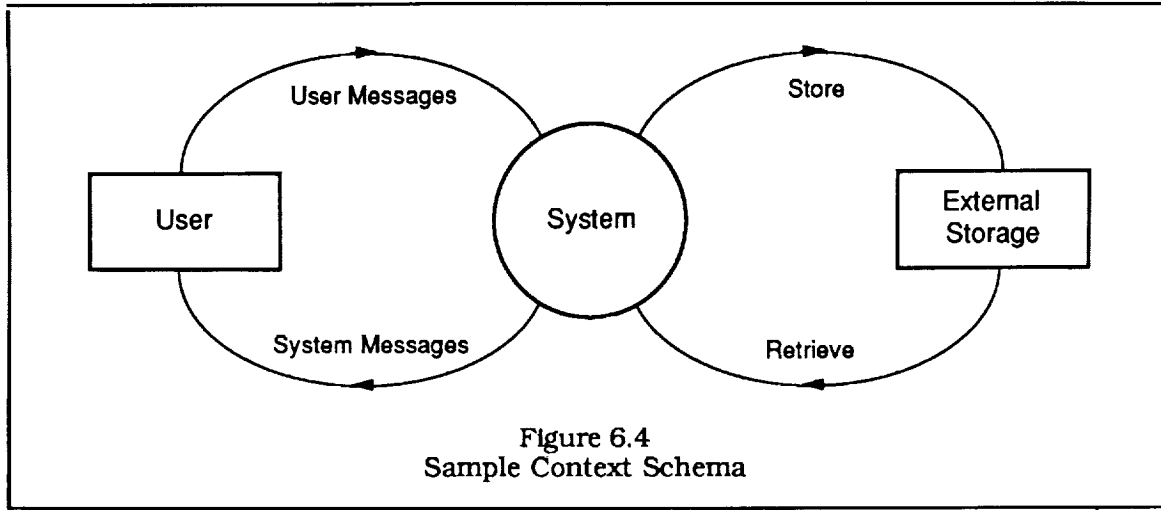 User Messages
Store
User
System
External
Storage
System Messages
Retrieve
Figure 6.4
Sample Context Schema